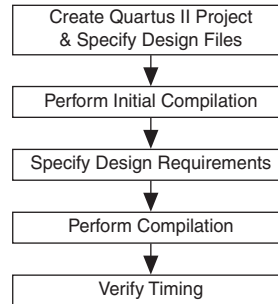 Create Quartus II Project
& Specify Design Files
Perform Initial Compilation
Specify Design Requirements
Perform Compilation
Verify Timing